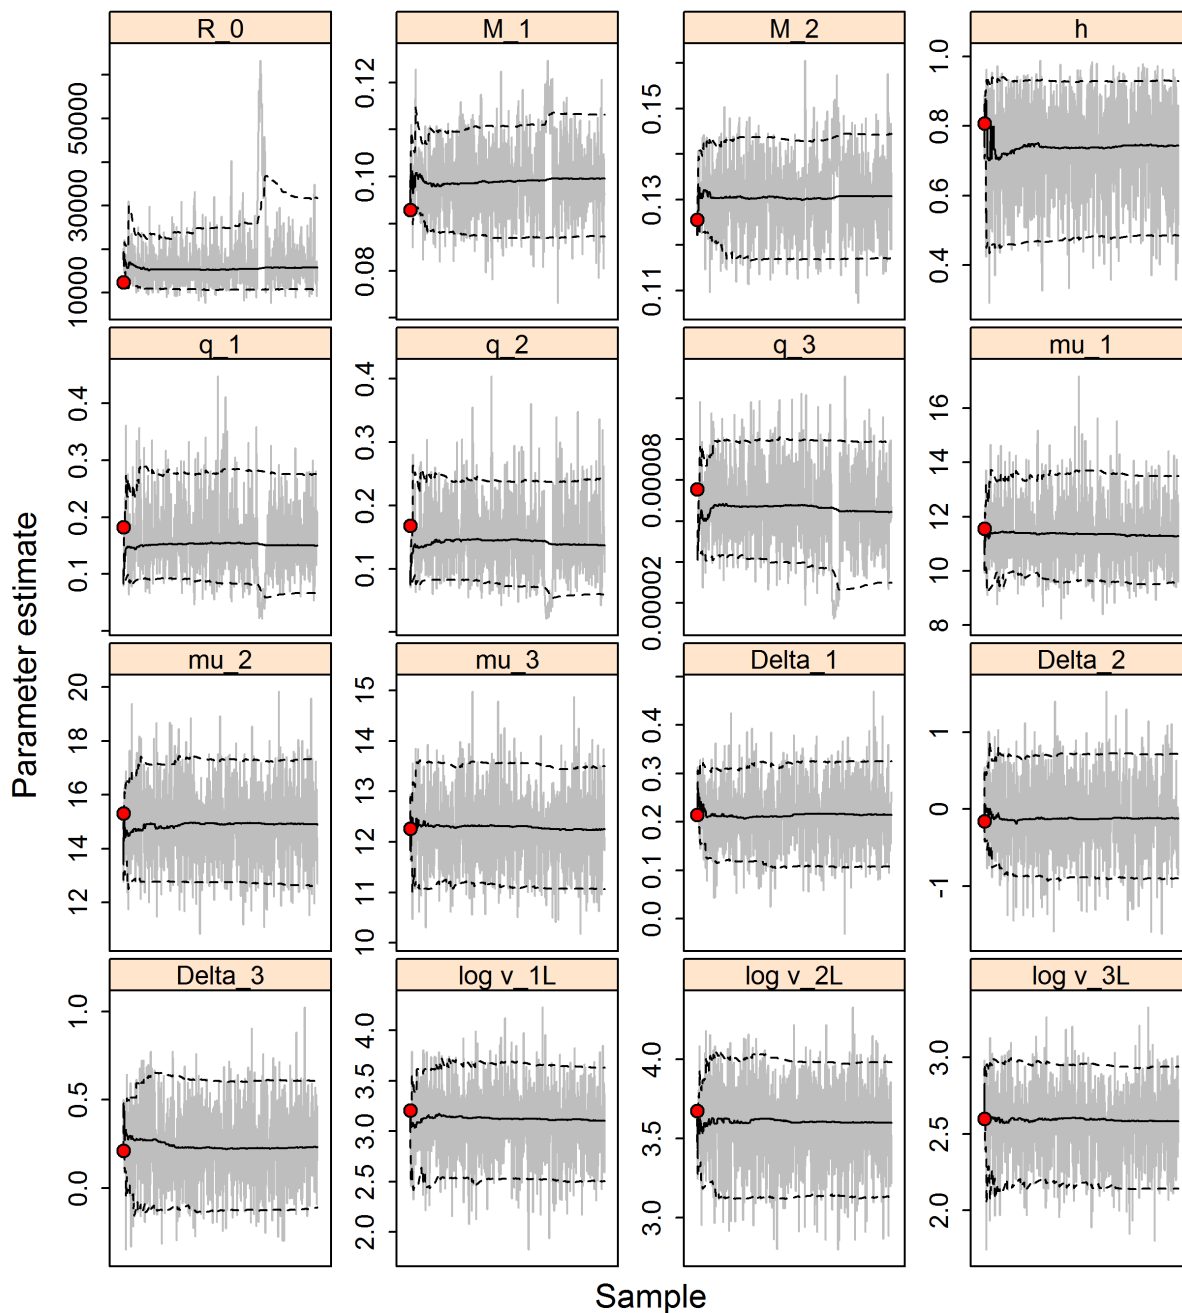 R_0 M_1 M_2 h
10000 30000 50000
0.08 0.10 0.12
0.11 0.13 0.15
0.4 0.6 0.8 1.0
q_1 q_2 q_3 mu_1
0.1 0.2 0.3 0.4
0.1 0.2 0.3 0.4
0.00002 0.00008
8 10 12 14 16
mu_2 mu_3 Delta_1 Delta_2
12 14 16 18 20
10 11 12 13 14 15
0.0 0.1 0.2 0.3 0.4
-1 0 1
Delta_3 log v_1L log v_2L log v_3L
0.0 0.5 1.0
2.0 2.5 3.0 3.5 4.0
3.0 3.5 4.0
2.0 2.5 3.0
Parameter estimate
Sample